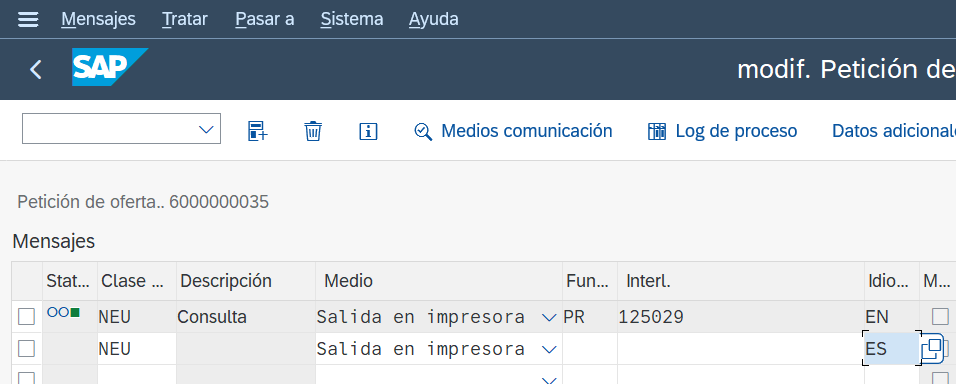 Mensajes Tratar Pasar a Sistema Ayuda
SAP modif. Petición de
Medios comunicación Log de proceso Datos adicional
Petición de oferta.. 6000000035
Mensajes
Stat... Clase ... Descripción Medio Fun... Interl. Idio... M...
NEU Consulta Salida en impresora PR 125029 EN
NEU Salida en impresora ES